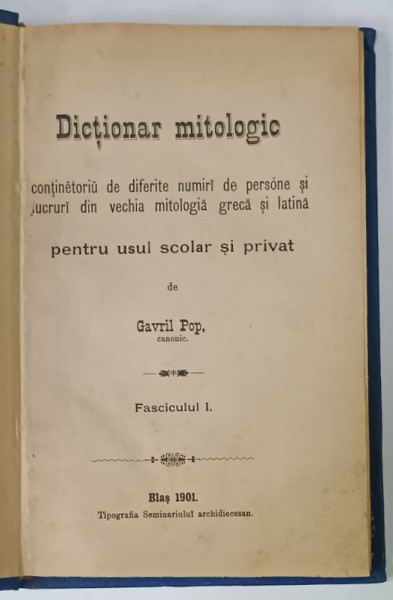 Dicționar mitologic
conținĕtoriŭ de diferite numirĭ de persóne și
lucrurĭ din vechia mitologiă grecă și latină
pentru usul scolar și privat
de
Gavril Pop,
canonic.
Fasciculul I.
Blaș 1901.
Tipografia Seminariuluĭ archidiecesan.